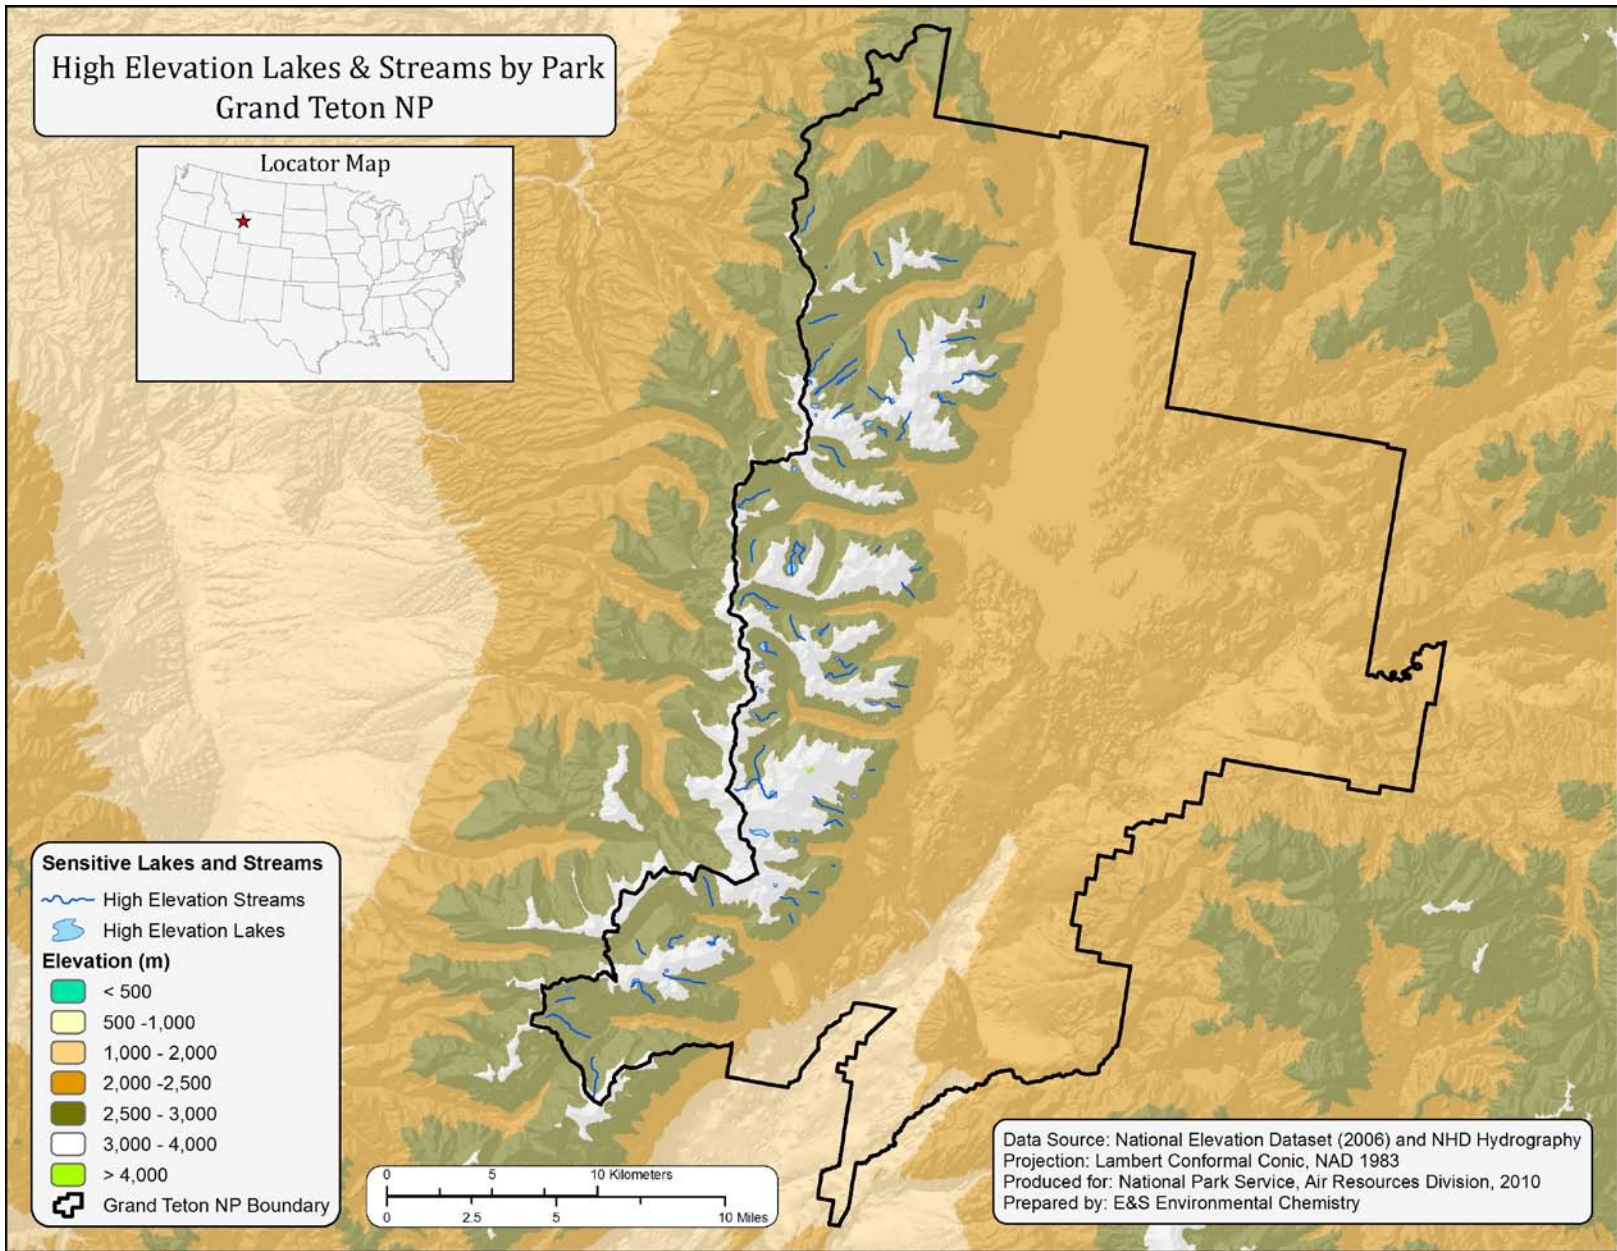 High Elevation Lakes & Streams by Park
Grand Teton NP
Locator Map
Sensitive Lakes and Streams
High Elevation Streams
High Elevation Lakes
Elevation (m)
< 500
500 -1,000
1,000 - 2,000
2,000 -2,500
2,500 - 3,000
3,000 - 4,000
> 4,000
Grand Teton NP Boundary
0 5 10 Kilometers
0 2.5 5 10 Miles
Data Source: National Elevation Dataset (2006) and NHD Hydrography
Projection: Lambert Conformal Conic, NAD 1983
Produced for: National Park Service, Air Resources Division, 2010
Prepared by: E&S Environmental Chemistry